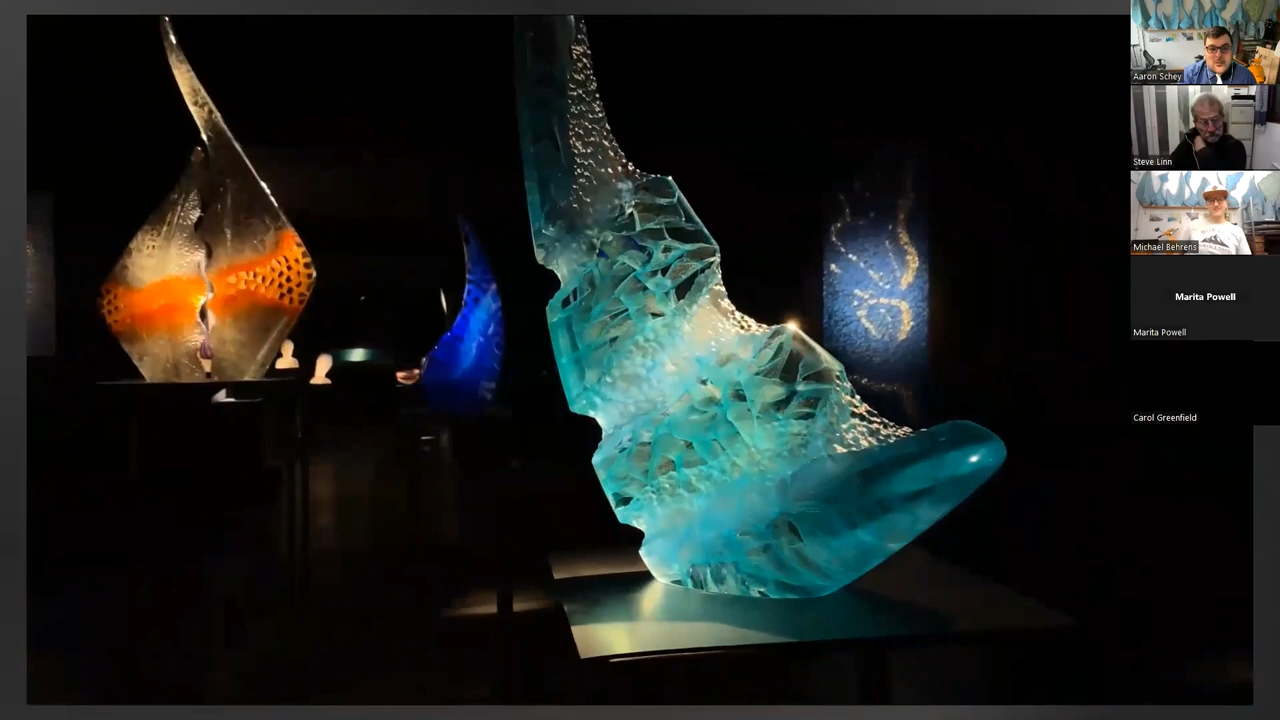 Aaron Schey
Steve Linn
Michael Behrens
Marita Powell
Marita Powell
Carol Greenfield